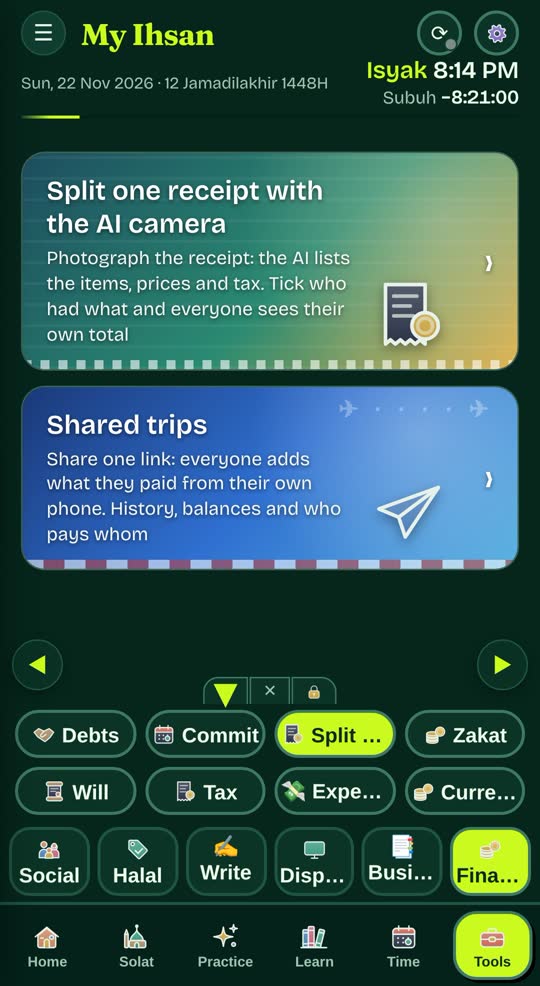 My Ihsan
Sun, 22 Nov 2026 · 12 Jamadilakhir 1448H
Isyak 8:14 PM
Subuh −8:21:00
Split one receipt with
the AI camera
Photograph the receipt: the AI lists
the items, prices and tax. Tick who
had what and everyone sees their
own total
Shared trips
Share one link: everyone adds
what they paid from their own
phone. History, balances and who
pays whom
Debts
Commit
Split ...
Zakat
Will
Tax
Expe...
Curre...
Social
Halal
Write
Disp...
Busi...
Fina...
Home
Solat
Practice
Learn
Time
Tools